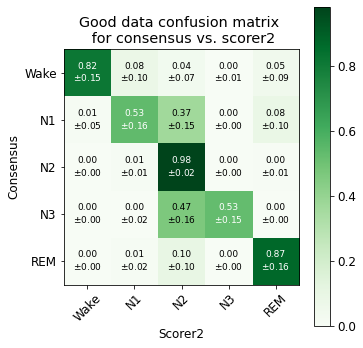 Good data confusion matrix
for consensus vs. scorer2
Wake 0.82 0.08 0.04 0.00 0.05
±0.15 ±0.10 ±0.07 ±0.01 ±0.09
N1 0.01 0.53 0.37 0.00 0.08
±0.05 ±0.16 ±0.15 ±0.00 ±0.10
N2 0.00 0.01 0.98 0.00 0.00
±0.00 ±0.01 ±0.02 ±0.00 ±0.01
N3 0.00 0.00 0.47 0.53 0.00
±0.00 ±0.02 ±0.16 ±0.15 ±0.00
REM 0.00 0.01 0.10 0.00 0.87
±0.00 ±0.02 ±0.10 ±0.00 ±0.16
Wake N1 N2 N3 REM
Scorer2
Consensus
0.8
0.6
0.4
0.2
0.0